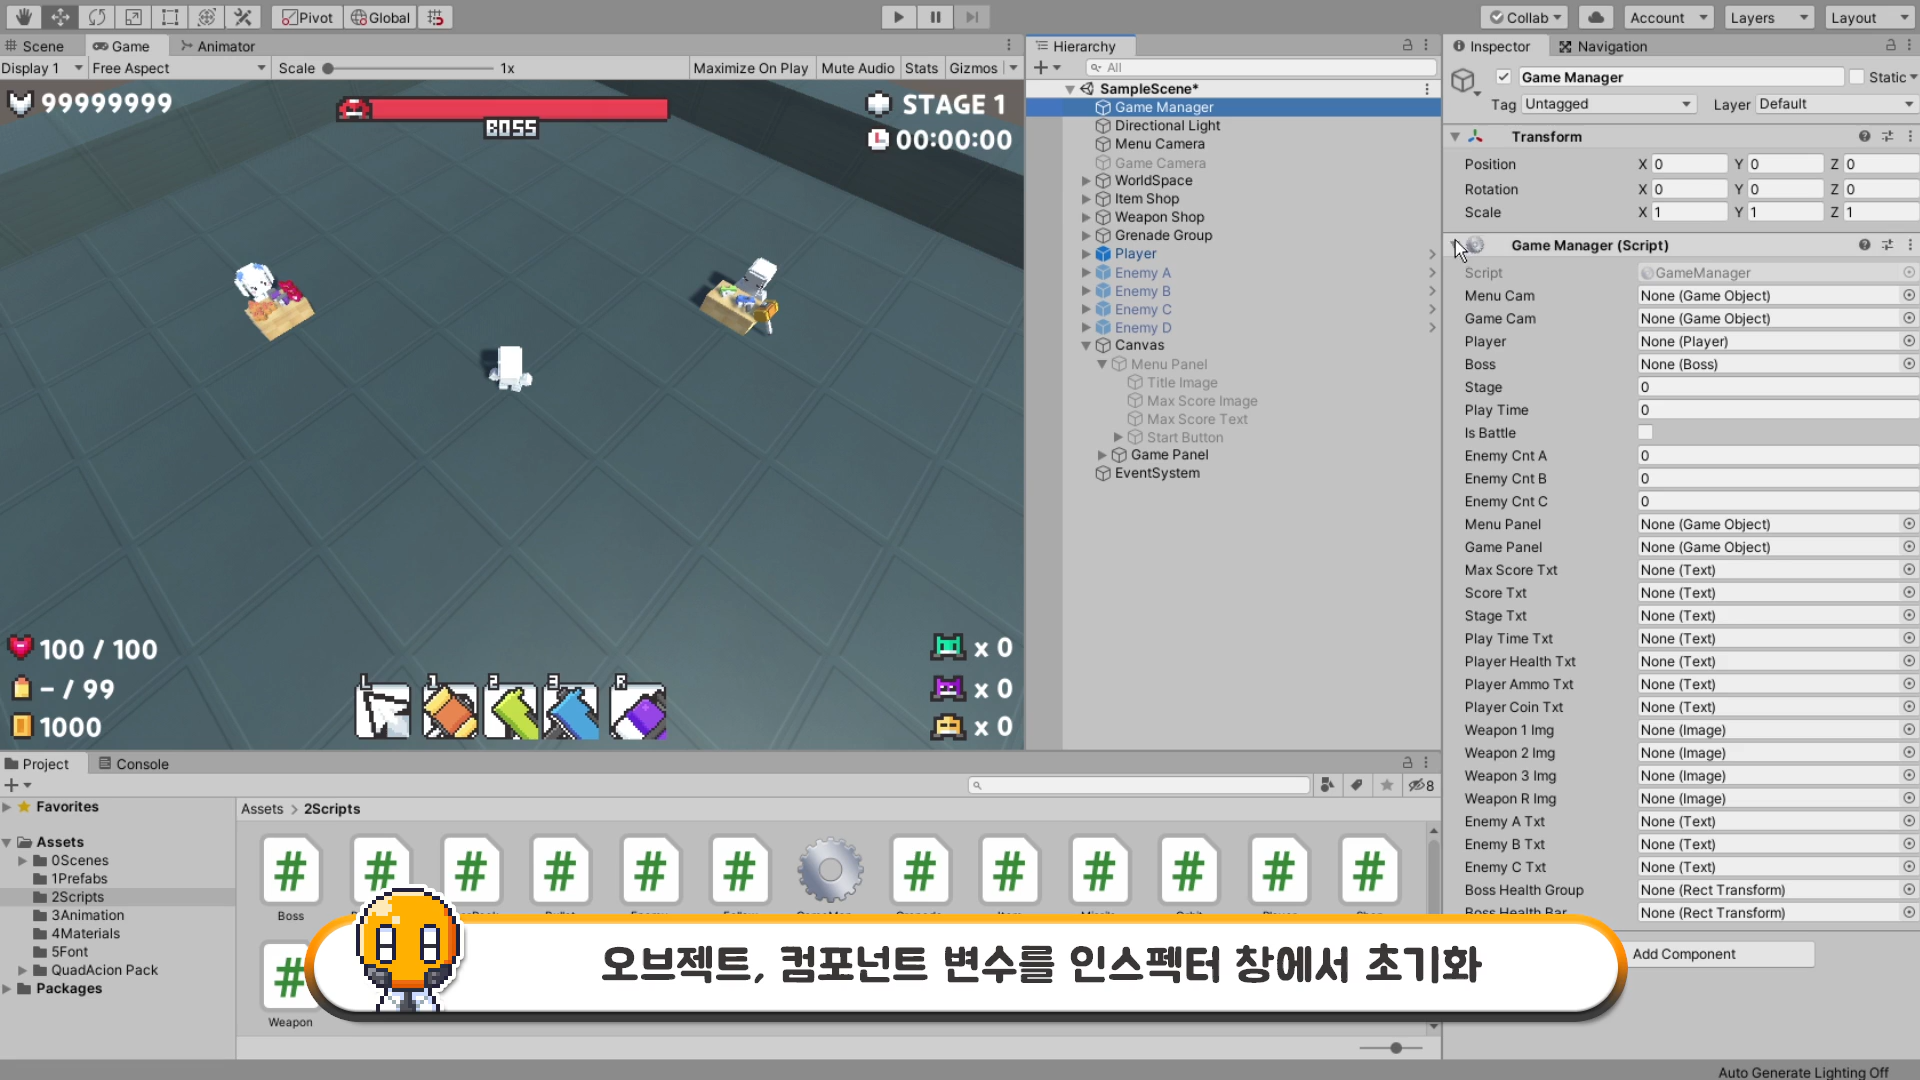 Pivot Global
Collab Account Layers Layout
Scene Game Animator
Display 1 Free Aspect Scale 1x Maximize On Play Mute Audio Stats Gizmos
99999999
BOSS
STAGE 1
00:00:00
100 / 100
- / 99
1000
L 1 2 3 R
x 0
x 0
x 0
Hierarchy
All
SampleScene*
Game Manager
Directional Light
Menu Camera
Game Camera
WorldSpace
Item Shop
Weapon Shop
Grenade Group
Player
Enemy A
Enemy B
Enemy C
Enemy D
Canvas
Menu Panel
Title Image
Max Score Image
Max Score Text
Start Button
Game Panel
EventSystem
Inspector Navigation
Game Manager Static
Tag Untagged Layer Default
Transform
Position X 0 Y 0 Z 0
Rotation X 0 Y 0 Z 0
Scale X 1 Y 1 Z 1
Game Manager (Script)
Script GameManager
Menu Cam None (Game Object)
Game Cam None (Game Object)
Player None (Player)
Boss None (Boss)
Stage 0
Play Time 0
Is Battle
Enemy Cnt A 0
Enemy Cnt B 0
Enemy Cnt C 0
Menu Panel None (Game Object)
Game Panel None (Game Object)
Max Score Txt None (Text)
Score Txt None (Text)
Stage Txt None (Text)
Play Time Txt None (Text)
Player Health Txt None (Text)
Player Ammo Txt None (Text)
Player Coin Txt None (Text)
Weapon 1 Img None (Image)
Weapon 2 Img None (Image)
Weapon 3 Img None (Image)
Weapon R Img None (Image)
Enemy A Txt None (Text)
Enemy B Txt None (Text)
Enemy C Txt None (Text)
Boss Health Group None (Rect Transform)
Boss Health Bar None (Rect Transform)
Add Component
Project Console
8
Favorites
Assets
0Scenes
1Prefabs
2Scripts
3Animation
4Materials
5Font
QuadAcion Pack
Packages
Assets > 2Scripts
Boss
Weapon
오브젝트, 컴포넌트 변수를 인스펙터 창에서 초기화
Auto Generate Lighting Off